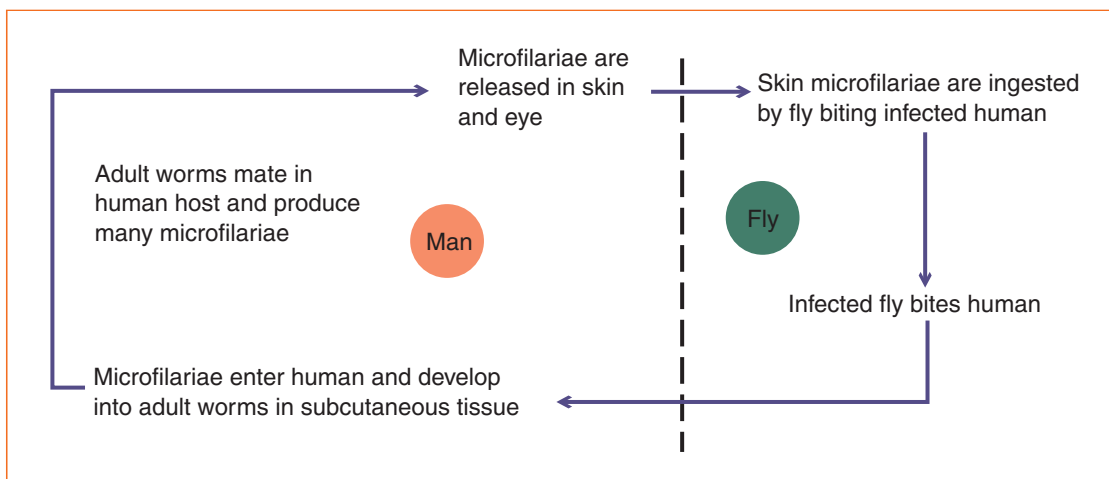 Microfilariae are
released in skin
and eye
Skin microfilariae are ingested
by fly biting infected human
Adult worms mate in
human host and produce
many microfilariae
Man
Fly
Infected fly bites human
Microfilariae enter human and develop
into adult worms in subcutaneous tissue